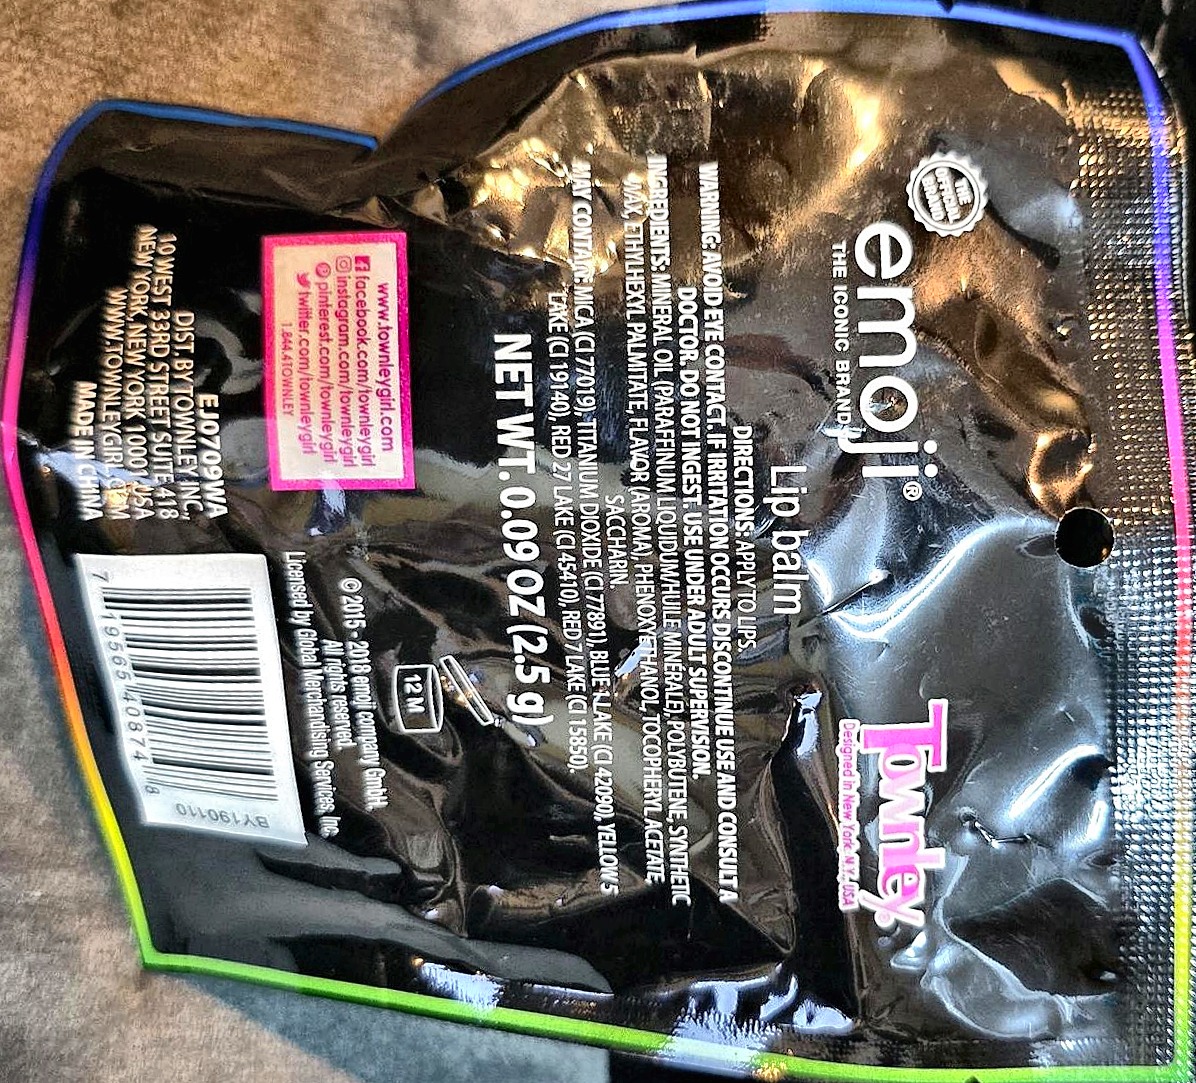 THE OFFICIAL BRAND
emoji®
THE ICONIC BRAND
Townley®
Designed in New York, N.Y., USA
Lip balm
DIRECTIONS: APPLY TO LIPS.
WARNING: AVOID EYE CONTACT. IF IRRITATION OCCURS DISCONTINUE USE AND CONSULT A
DOCTOR. DO NOT INGEST. USE UNDER ADULT SUPERVISION.
INGREDIENTS: MINERAL OIL (PARAFFINUM LIQUIDUM/HUILE MINÉRALE), POLYBUTENE, SYNTHETIC
WAX, ETHYLHEXYL PALMITATE, FLAVOR (AROMA), PHENOXYETHANOL, TOCOPHERYL ACETATE
SACCHARIN.
MAY CONTAIN: MICA (CI 77019), TITANIUM DIOXIDE (CI 77891), BLUE 1 LAKE (CI 42090), YELLOW 5
LAKE (CI 19140), RED 27 LAKE (CI 45410), RED 7 LAKE (CI 15850).
NET WT. 0.09 OZ (2.5 g)
12 M
www.townleygirl.com
facebook.com/townleygirl
instagram.com/townleygirl
pinterest.com/townleygirl
twitter.com/townleygirl
1.844.4TOWNLEY
© 2015 - 2018 emoji company GmbH.
All rights reserved.
Licensed by Global Merchandising Services, Inc.
EJ0709WA
DIST. BY TOWNLEY INC.,
10 WEST 33RD STREET SUITE 418
NEW YORK, NEW YORK 10001 USA
WWW.TOWNLEYGIRL.COM
MADE IN CHINA
BY190110
7 19565 40874 8